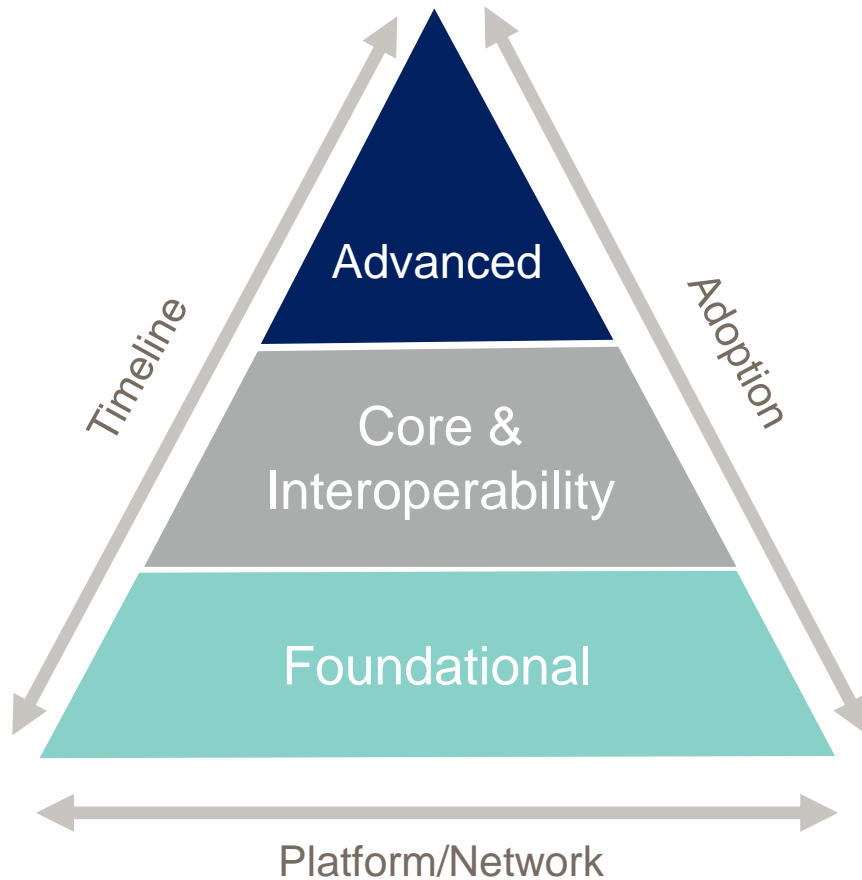 Advanced
Timeline
Adoption
Core &
Interoperability
Foundational
Platform/Network